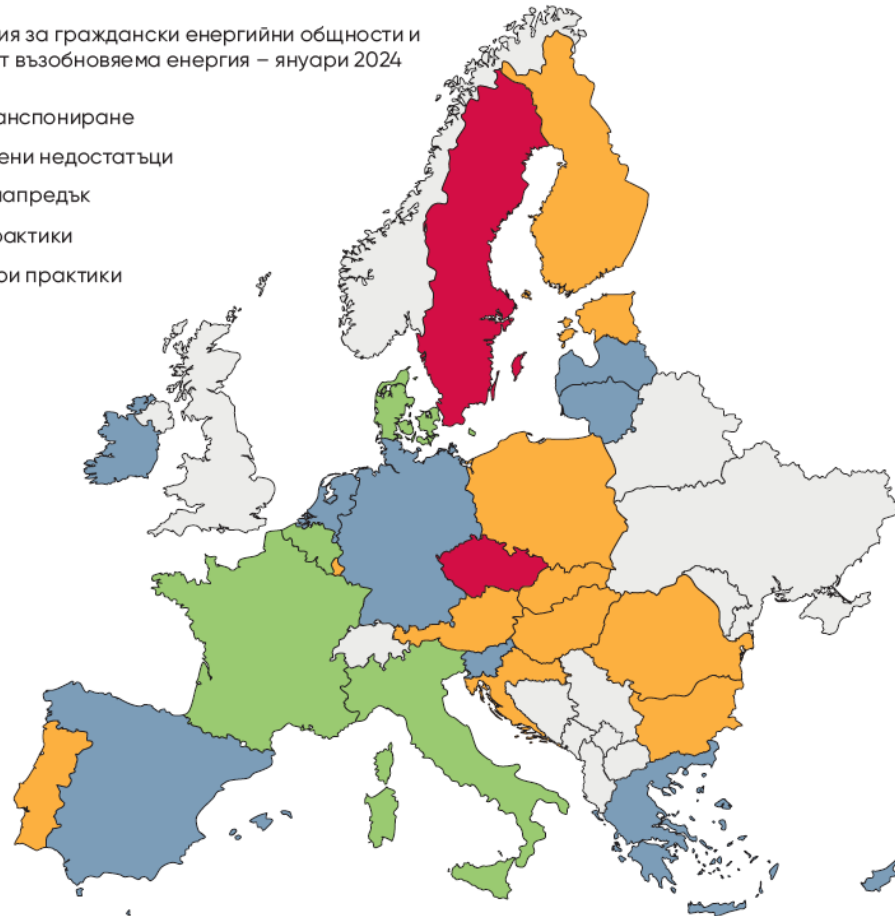 ия за граждански енергийни общности и
т възобновяема енергия – януари 2024
анспониране
ени недостатъци
напредък
рактики
ри практики